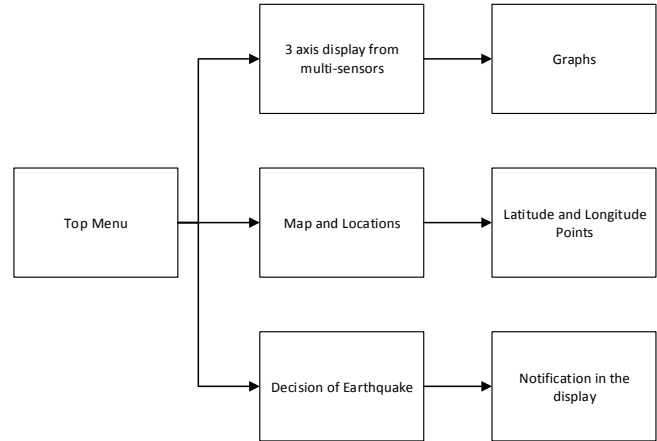 3 axis display from
multi-sensors
Graphs
Top Menu
Map and Locations
Latitude and Longitude
Points
Decision of Earthquake
Notification in the
display